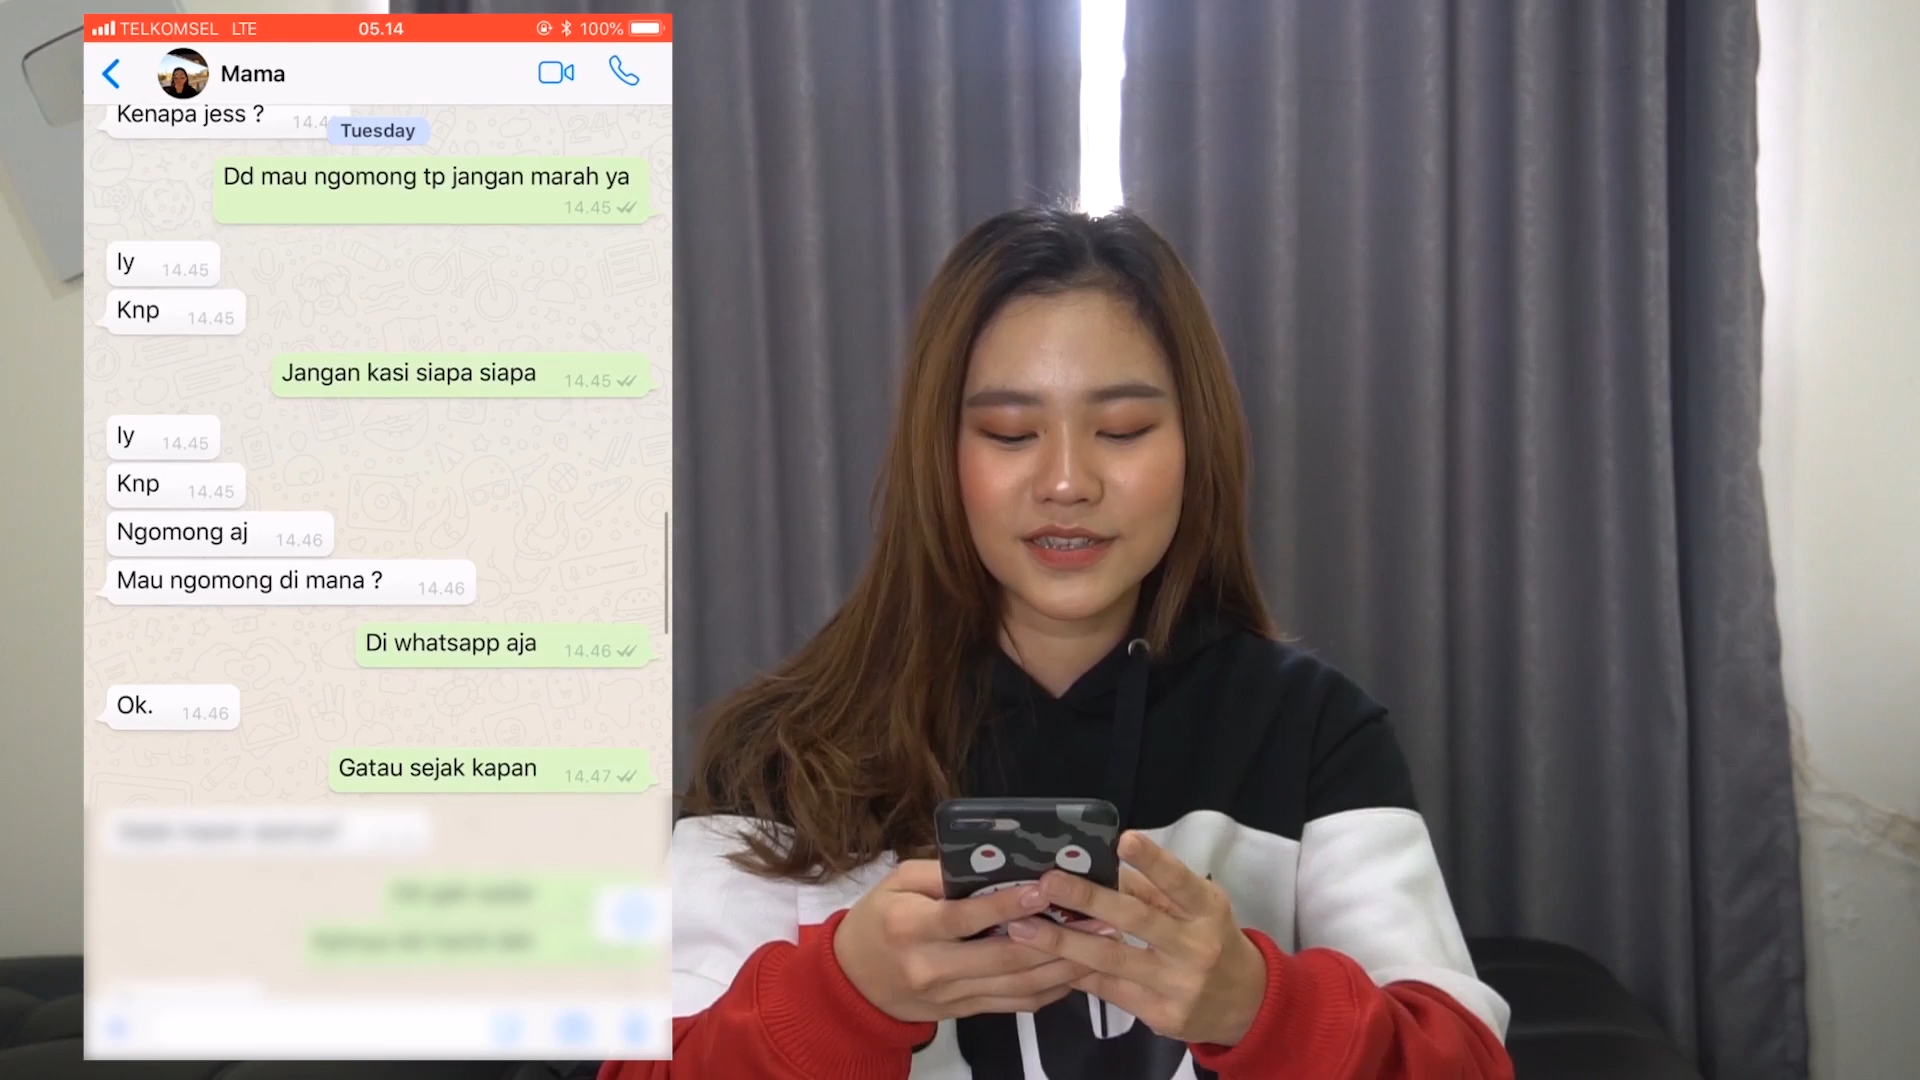 TELKOMSEL LTE 05.14 100%
Mama
Kenapa jess ? 14.4
Tuesday
Dd mau ngomong tp jangan marah ya
14.45
Iy 14.45
Knp 14.45
Jangan kasi siapa siapa 14.45
Iy 14.45
Knp 14.45
Ngomong aj 14.46
Mau ngomong di mana ? 14.46
Di whatsapp aja 14.46
Ok. 14.46
Gatau sejak kapan 14.47